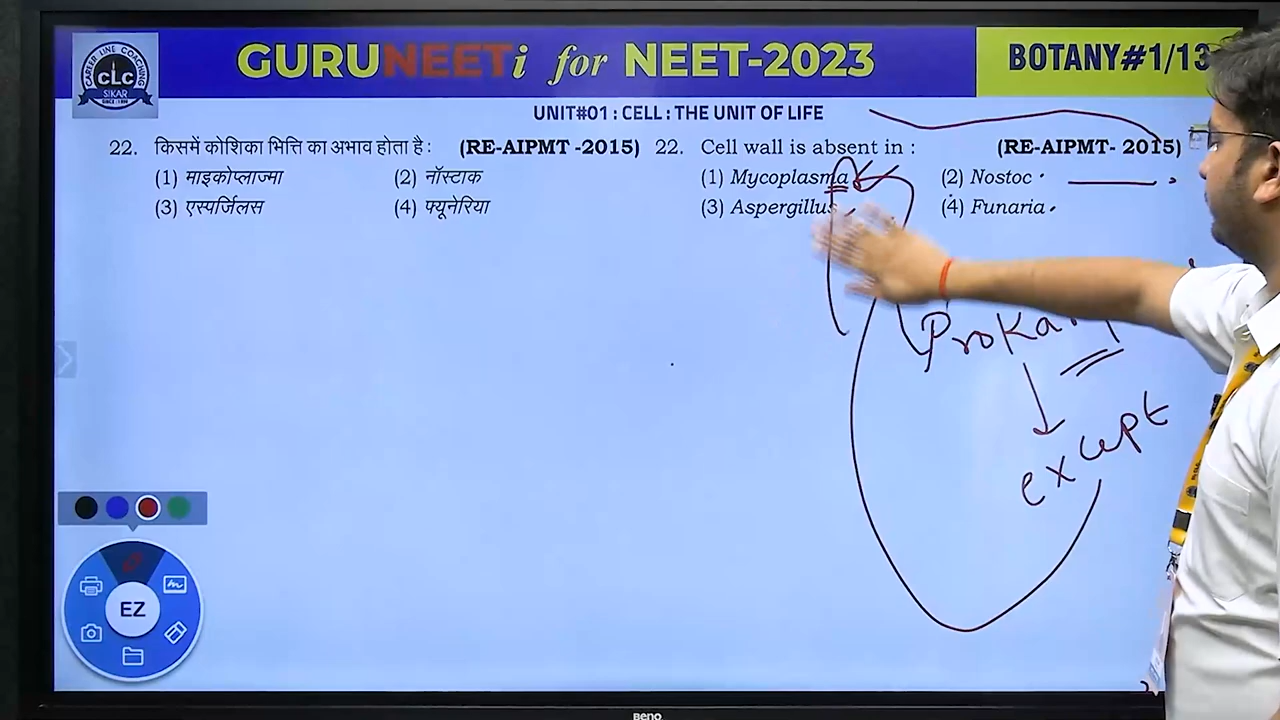 GURUNEETi for NEET-2023
BOTANY#1/13
CAREER LINE COACHING
CLC
SIKAR
SINCE : 1996
UNIT#01 : CELL : THE UNIT OF LIFE
22. किसमें कोशिका भित्ति का अभाव होता है : (RE-AIPMT -2015)
(1) माइकोप्लाज्मा (2) नॉस्टाक
(3) एस्पर्जिलस (4) फ्यूनेरिया
22. Cell wall is absent in : (RE-AIPMT- 2015)
(1) Mycoplasma (2) Nostoc
(3) Aspergillus (4) Funaria
except
EZ
BenQ